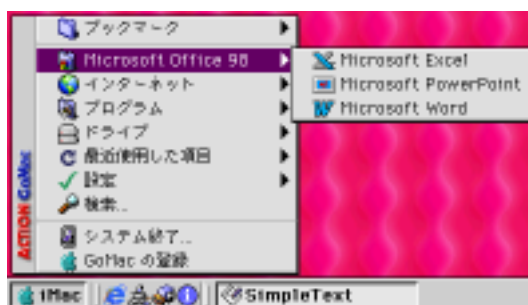 ブックマーク
Microsoft Office 98
インターネット
プログラム
ドライブ
最近使用した項目
設定
検索...
システム終了...
GoMac の登録
ACTION GoMac
Microsoft Excel
Microsoft PowerPoint
Microsoft Word
iMac
SimpleText